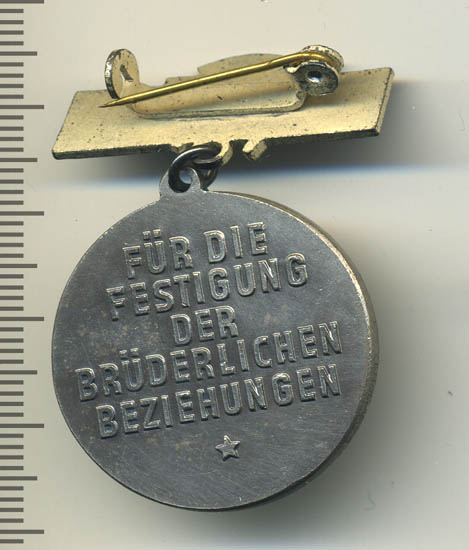 FÜR DIE
FESTIGUNG
DER
BRÜDERLICHEN
BEZIEHUNGEN